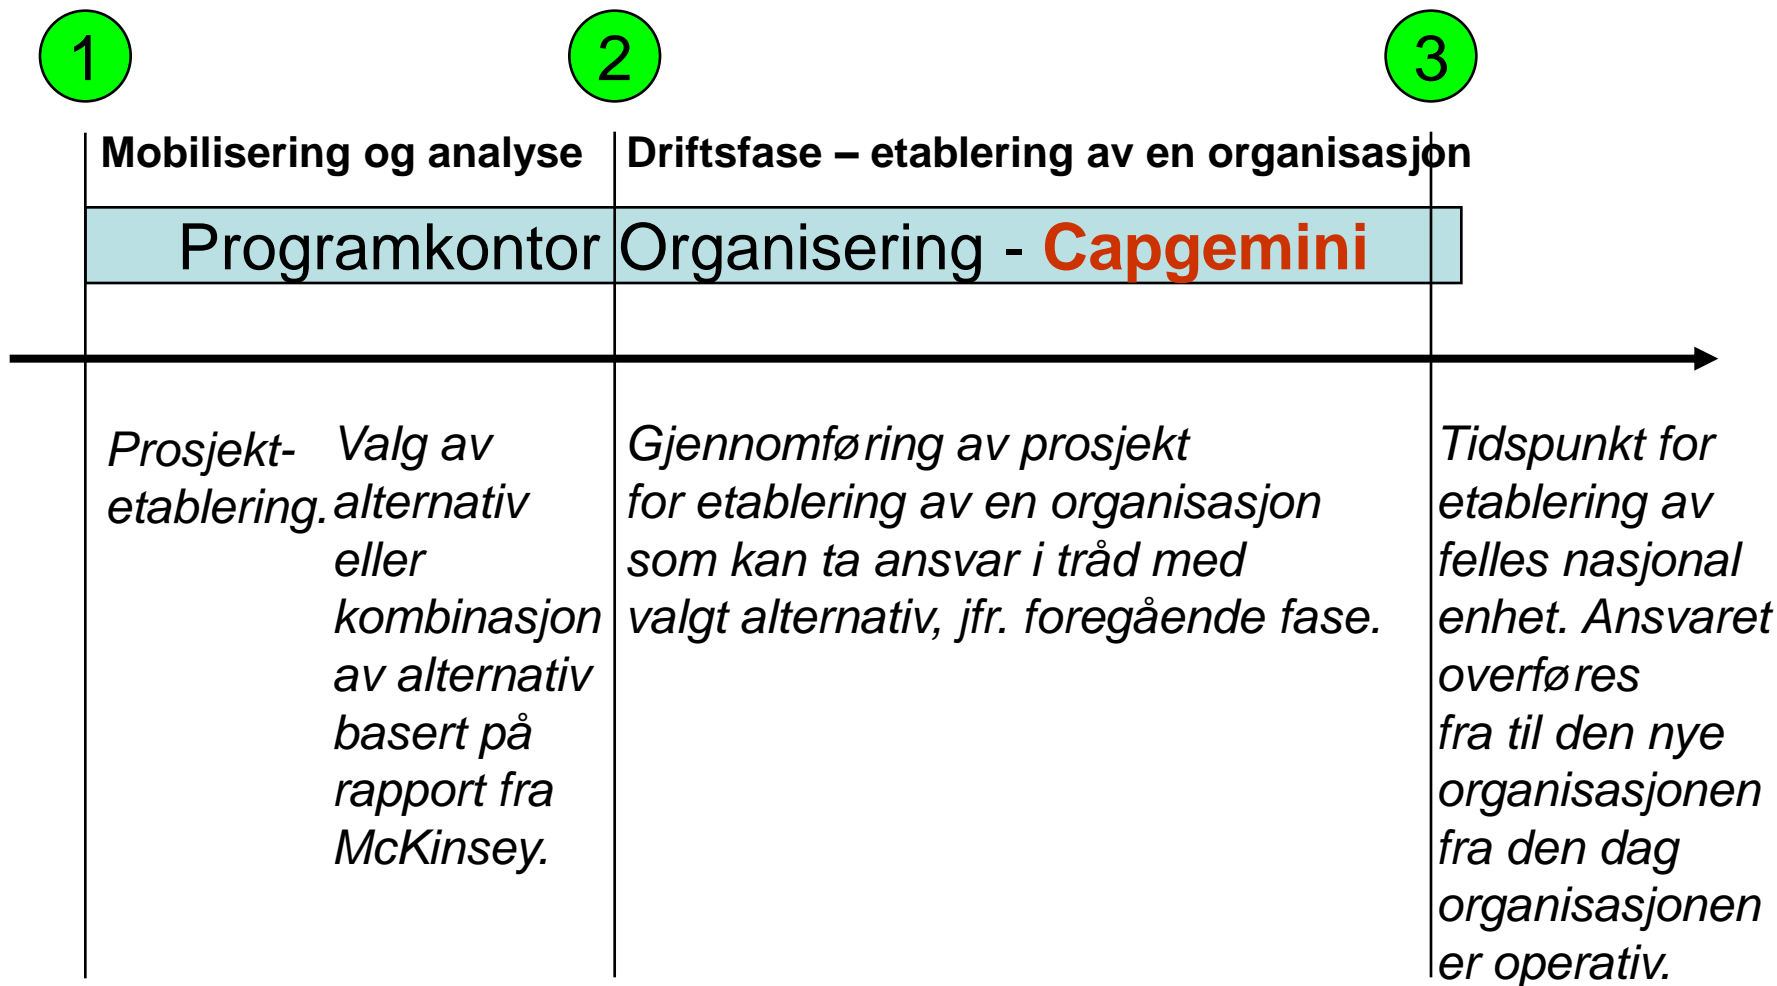 1
2
3
Mobilisering og analyse
Driftsfase – etablering av en organisasjon
Programkontor Organisering - Capgemini
Prosjekt-
etablering.
Valg av
alternativ
eller
kombinasjon
av alternativ
basert på
rapport fra
McKinsey.
Gjennomføring av prosjekt
for etablering av en organisasjon
som kan ta ansvar i tråd med
valgt alternativ, jfr. foregående fase.
Tidspunkt for
etablering av
felles nasjonal
enhet. Ansvaret
overføres
fra til den nye
organisasjonen
fra den dag
organisasjonen
er operativ.